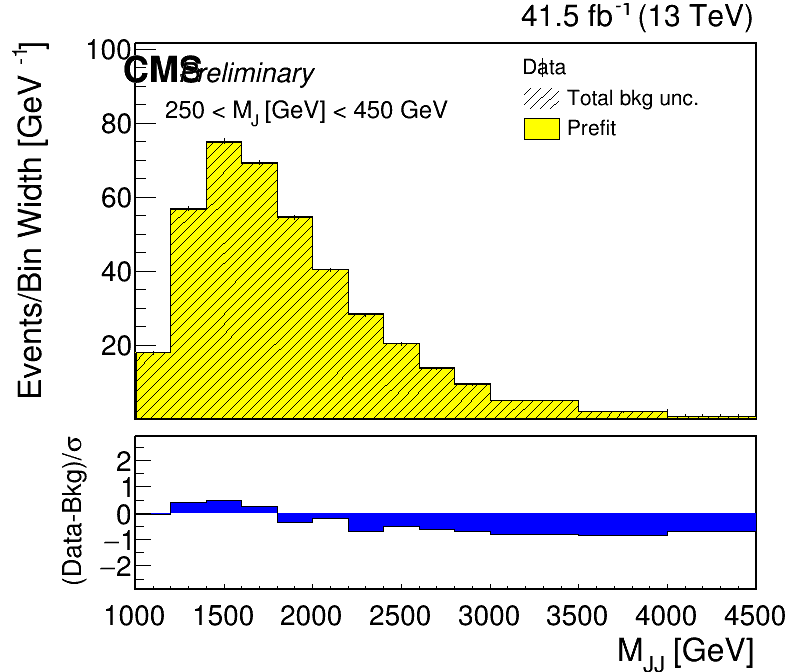 41.5 fb⁻¹ (13 TeV)
CMS Preliminary
250 < M_J [GeV] < 450 GeV
Data
Total bkg unc.
Prefit
Events/Bin Width [GeV⁻¹]
100
80
60
40
20
(Data-Bkg)/σ
2
1
0
−1
−2
1000 1500 2000 2500 3000 3500 4000 4500
M_JJ [GeV]